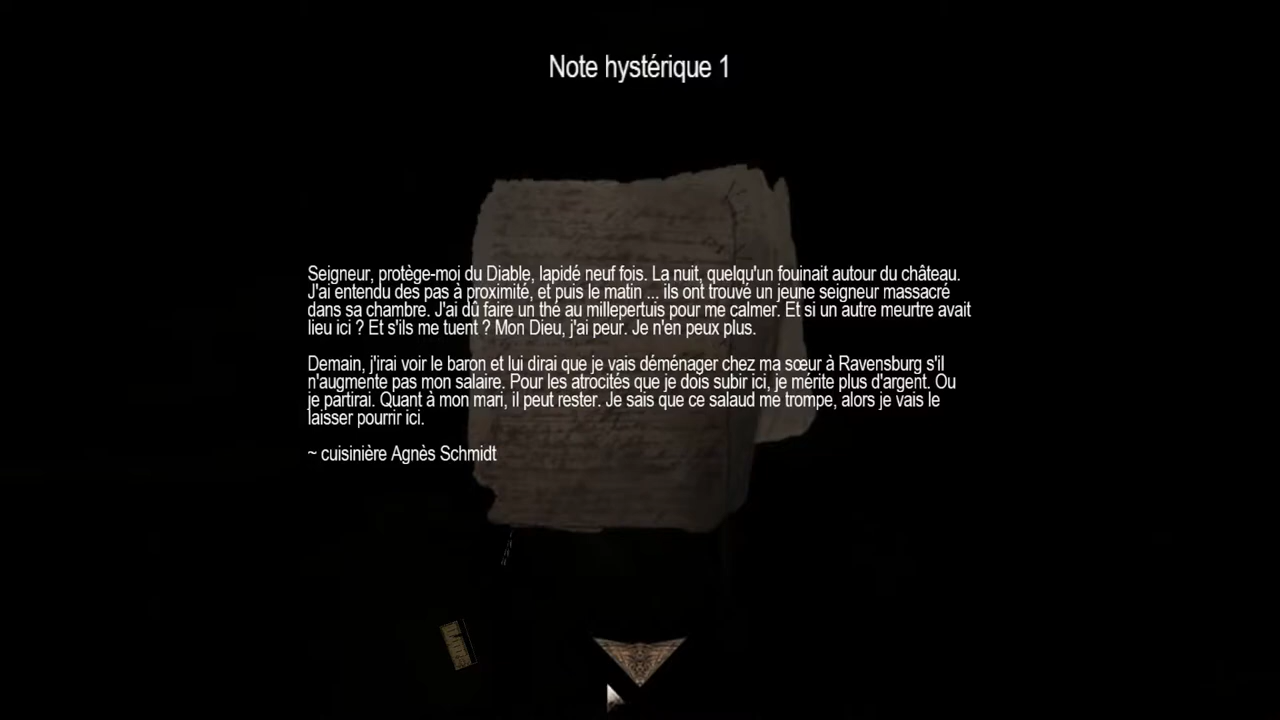 Note hystérique 1
Seigneur, protège-moi du Diable, lapidé neuf fois. La nuit, quelqu'un fouinait autour du château.
J'ai entendu des pas à proximité, et puis le matin ... ils ont trouvé un jeune seigneur massacré
dans sa chambre. J'ai dû faire un thé au millepertuis pour me calmer. Et si un autre meurtre avait
lieu ici ? Et s'ils me tuent ? Mon Dieu, j'ai peur. Je n'en peux plus.
Demain, j'irai voir le baron et lui dirai que je vais déménager chez ma sœur à Ravensburg s'il
n'augmente pas mon salaire. Pour les atrocités que je dois subir ici, je mérite plus d'argent. Ou
je partirai. Quant à mon mari, il peut rester. Je sais que ce salaud me trompe, alors je vais le
laisser pourrir ici.
~ cuisinière Agnès Schmidt